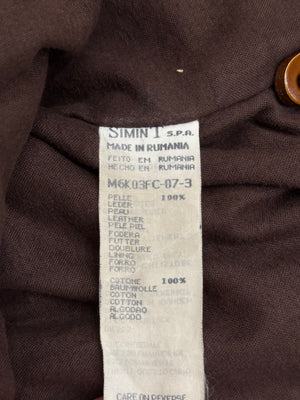 SIMINT S.P.A.
MADE IN RUMANIA
FEITO EM RUMANIA
HECHO EN RUMANIA
M6K03FC-87-3
PELLE 100%
LEDER
PEAU
LEATHER
PELE PIEL
FODERA
FUTTER
DOUBLURE
LINING
FORRO
FORRO
COTONE 100%
BAUMWOLLE
COTON
COTTON
ALGODAO
ALGODO
CARE ON REVERSE